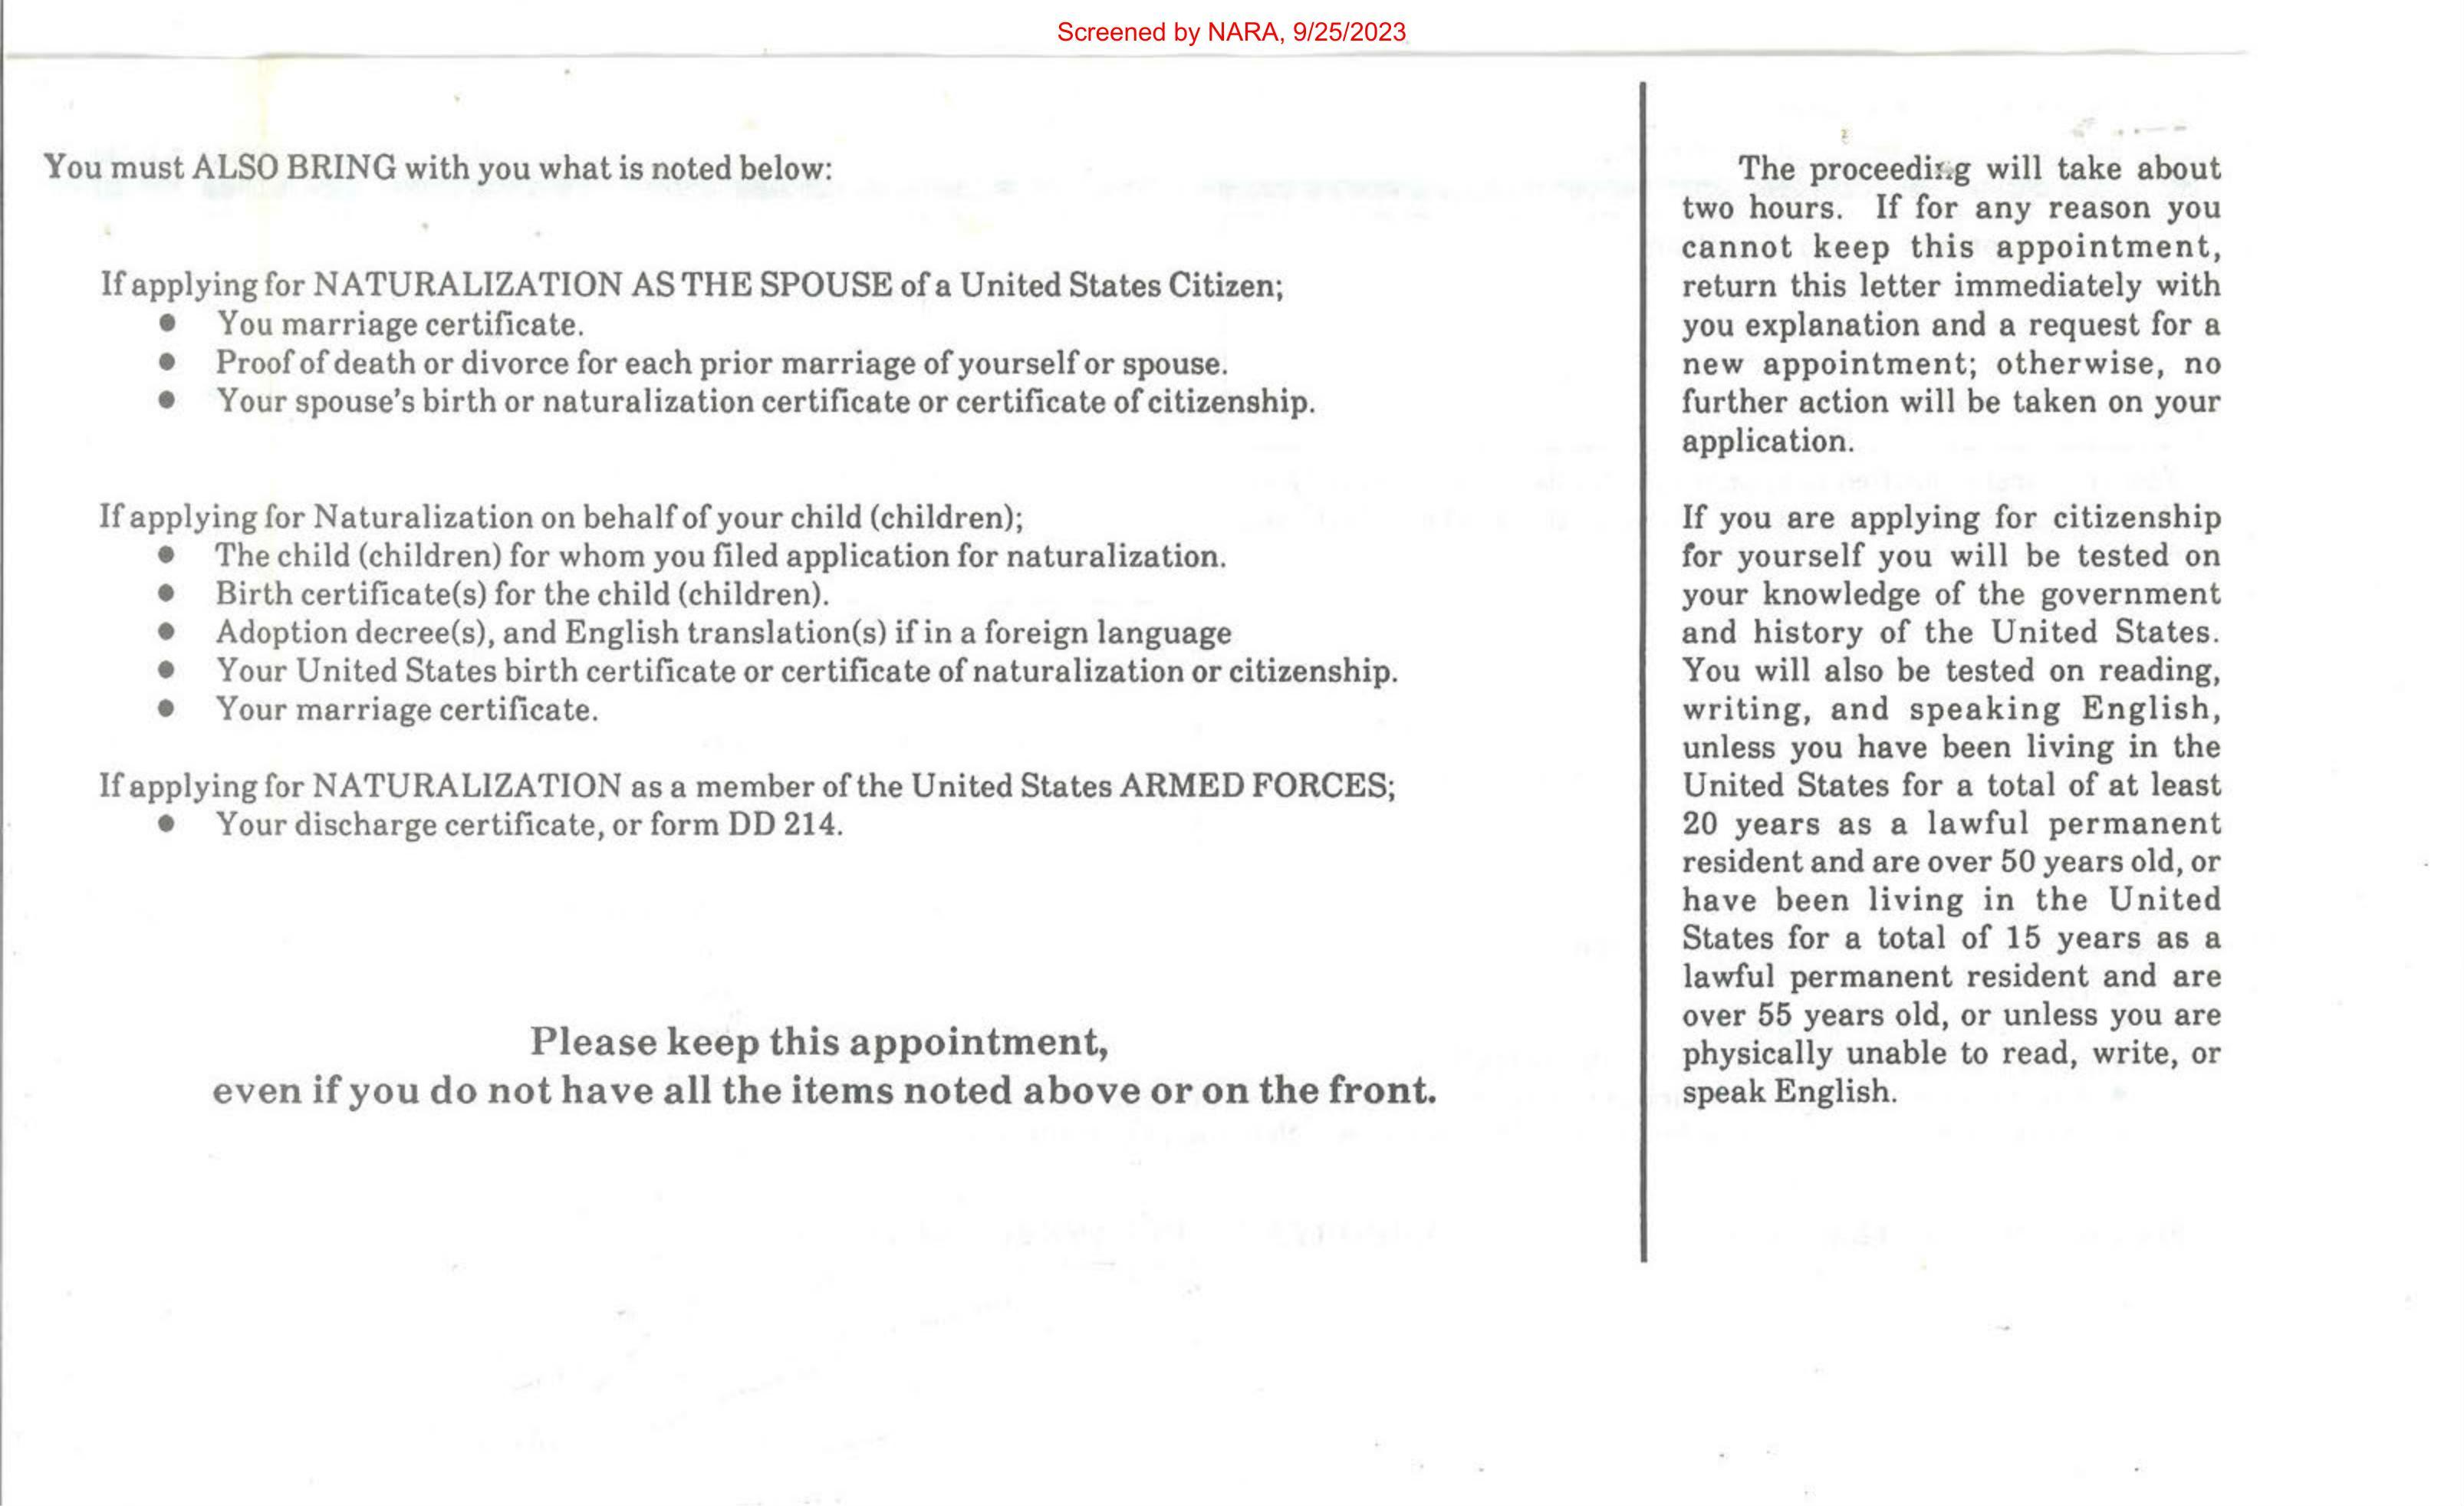 Screened by NARA, 9/25/2023
You must ALSO BRING with you what is noted below:
If applying for NATURALIZATION AS THE SPOUSE of a United States Citizen;
● You marriage certificate.
● Proof of death or divorce for each prior marriage of yourself or spouse.
● Your spouse's birth or naturalization certificate or certificate of citizenship.
If applying for Naturalization on behalf of your child (children);
● The child (children) for whom you filed application for naturalization.
● Birth certificate(s) for the child (children).
● Adoption decree(s), and English translation(s) if in a foreign language
● Your United States birth certificate or certificate of naturalization or citizenship.
● Your marriage certificate.
If applying for NATURALIZATION as a member of the United States ARMED FORCES;
● Your discharge certificate, or form DD 214.
Please keep this appointment,
even if you do not have all the items noted above or on the front.
The proceeding will take about
two hours. If for any reason you
cannot keep this appointment,
return this letter immediately with
you explanation and a request for a
new appointment; otherwise, no
further action will be taken on your
application.
If you are applying for citizenship
for yourself you will be tested on
your knowledge of the government
and history of the United States.
You will also be tested on reading,
writing, and speaking English,
unless you have been living in the
United States for a total of at least
20 years as a lawful permanent
resident and are over 50 years old, or
have been living in the United
States for a total of 15 years as a
lawful permanent resident and are
over 55 years old, or unless you are
physically unable to read, write, or
speak English.